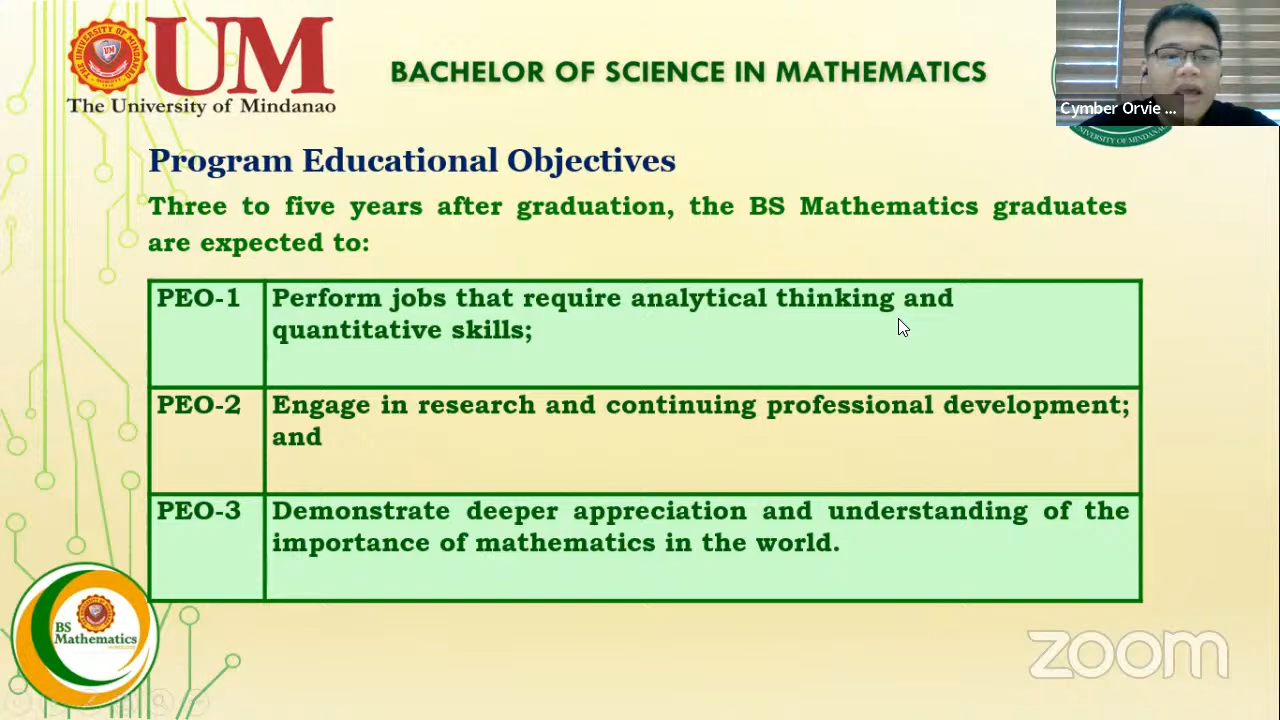 UM
The University of Mindanao
BACHELOR OF SCIENCE IN MATHEMATICS
Cymber Orvie ...
Program Educational Objectives
Three to five years after graduation, the BS Mathematics graduates
are expected to:
PEO-1
Perform jobs that require analytical thinking and
quantitative skills;
PEO-2
Engage in research and continuing professional development;
and
PEO-3
Demonstrate deeper appreciation and understanding of the
importance of mathematics in the world.
BS
Mathematics
zoom